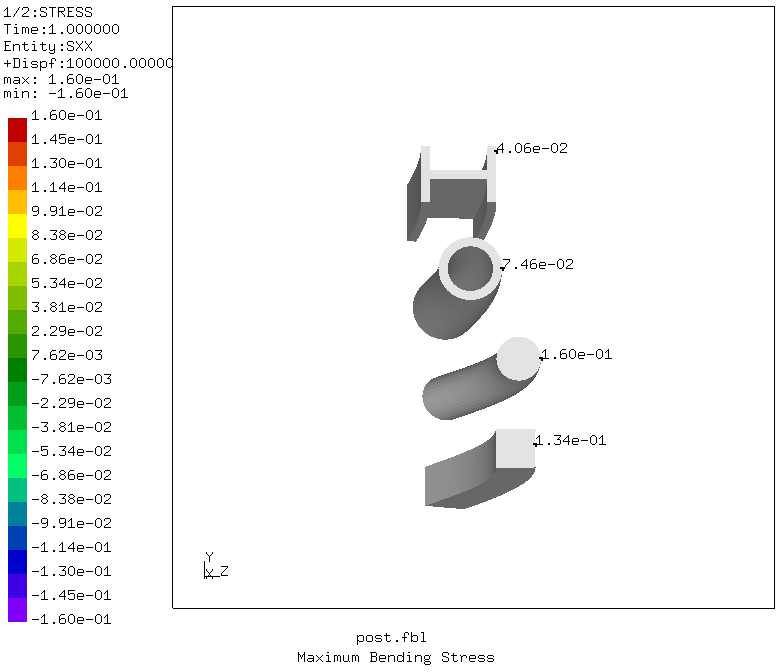 1/2:STRESS
Time:1.000000
Entity:SXX
+Dispf:100000.00000
max: 1.60e-01
min: -1.60e-01
1.60e-01
1.45e-01
1.30e-01
1.14e-01
9.91e-02
8.38e-02
6.86e-02
5.34e-02
3.81e-02
2.29e-02
7.62e-03
-7.62e-03
-2.29e-02
-3.81e-02
-5.34e-02
-6.86e-02
-8.38e-02
-9.91e-02
-1.14e-01
-1.30e-01
-1.45e-01
-1.60e-01
4.06e-02
7.46e-02
1.60e-01
1.34e-01
Y
X Z
post.fbl
Maximum Bending Stress